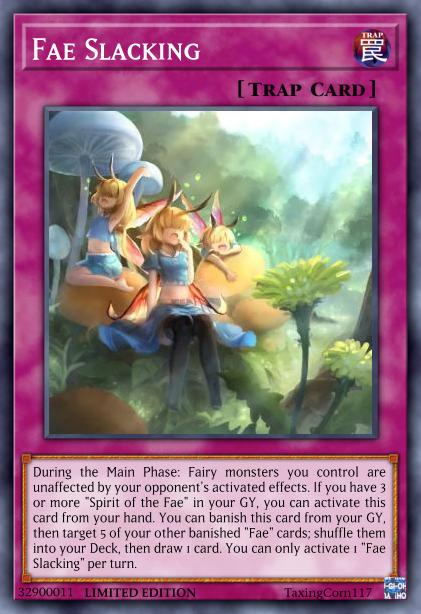 Fae Slacking
TRAP
罠
[Trap Card]
During the Main Phase: Fairy monsters you control are
unaffected by your opponent's activated effects. If you have 3
or more "Spirit of the Fae" in your GY, you can activate
this card from your hand. You can banish this card from your GY,
then target 5 of your other banished "Fae" cards; shuffle them
into your Deck, then draw 1 card. You can only activate 1 "Fae
Slacking" per turn.
32900011 LIMITED EDITION TaxingCorn117